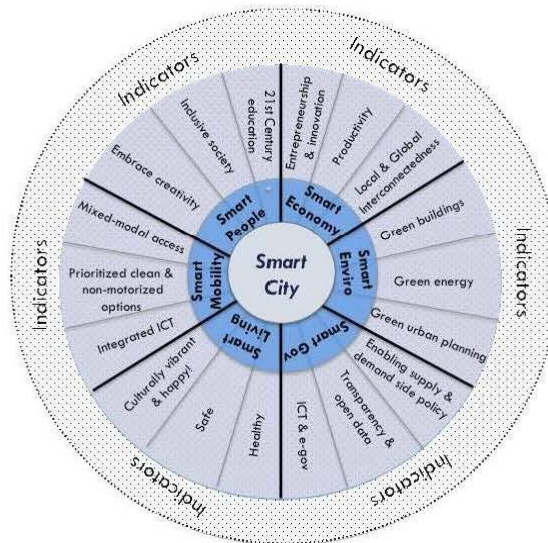 Indicators
Indicators
Indicators
Indicators
Indicators
Indicators
Smart
City
Smart
Economy
Entrepreneurship
& innovation
Productivity
Local & Global
Interconnectedness
Smart
Enviro
Green buildings
Green energy
Green urban planning
Smart Gov
Enabling supply &
demand side policy
Transparency &
open data
ICT & e-gov
Smart
Living
Healthy
Safe
Culturally vibrant
& happy!
Smart
Mobility
Integrated ICT
Prioritized clean &
non-motorized
options
Mixed-modal access
Smart
People
Embrace creativity
Inclusive society
21st Century
education